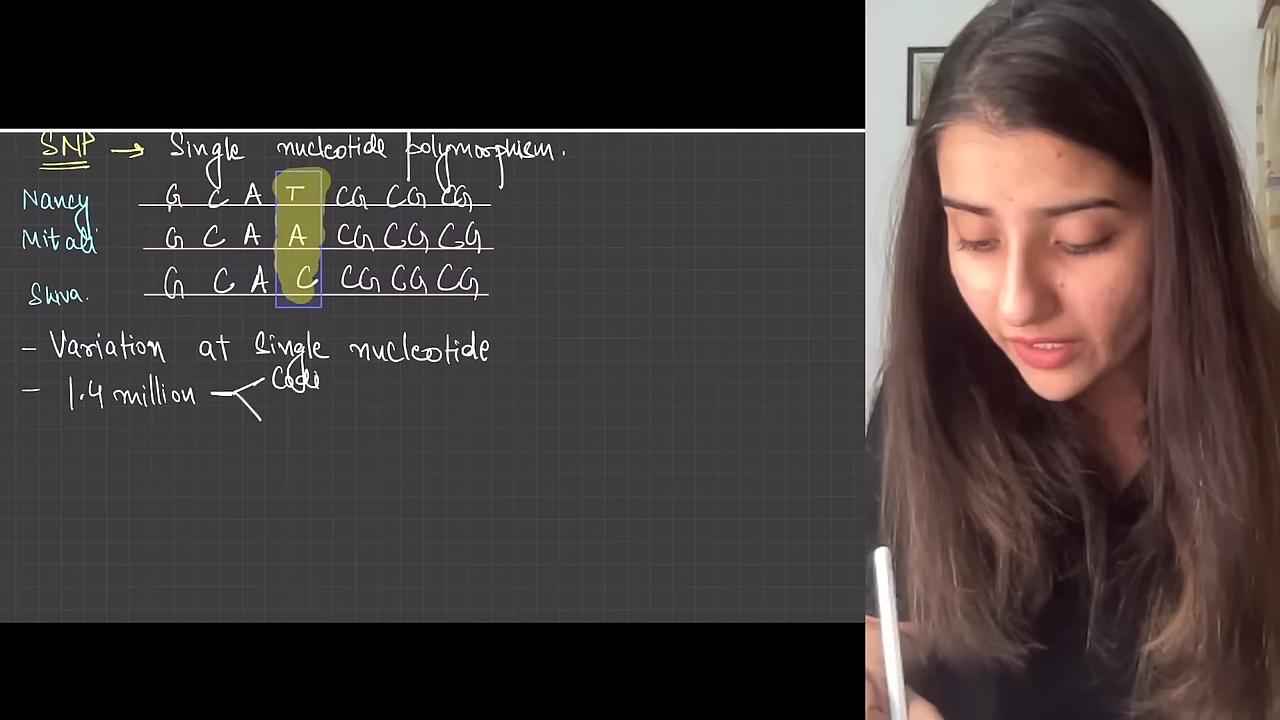 SNP → Single nucleotide polymorphism.
Nancy G C A T CG CG CG
Mitali G C A A CG CG CG
Shiva. G C A C CG CG CG
- Variation at Single nucleotide
- 1.4 million Codi